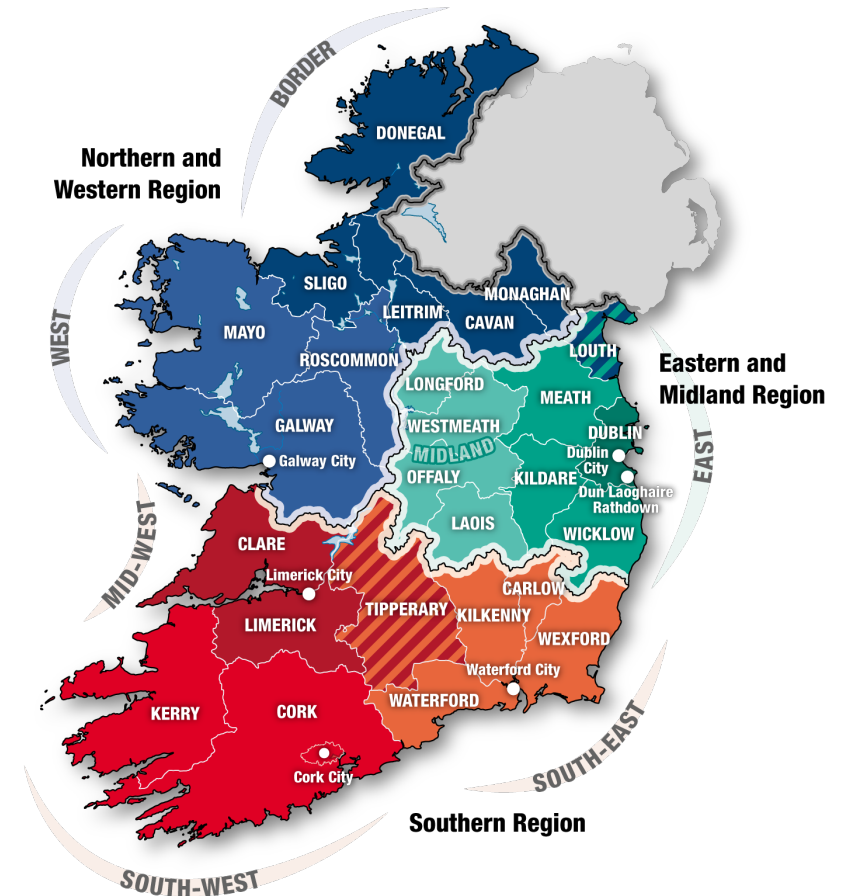 BORDER
DONEGAL
Northern and
Western Region
SLIGO
MONAGHAN
LEITRIM
CAVAN
WEST
MAYO
ROSCOMMON
LOUTH
Eastern and
Midland Region
LONGFORD
MEATH
GALWAY
WESTMEATH
DUBLIN
MIDLAND
Dublin
City
EAST
Galway City
OFFALY
KILDARE
Dun Laoghaire
Rathdown
LAOIS
WICKLOW
MID-WEST
CLARE
Limerick City
CARLOW
TIPPERARY
KILKENNY
LIMERICK
WEXFORD
Waterford City
WATERFORD
KERRY
CORK
Cork City
SOUTH-EAST
Southern Region
SOUTH-WEST